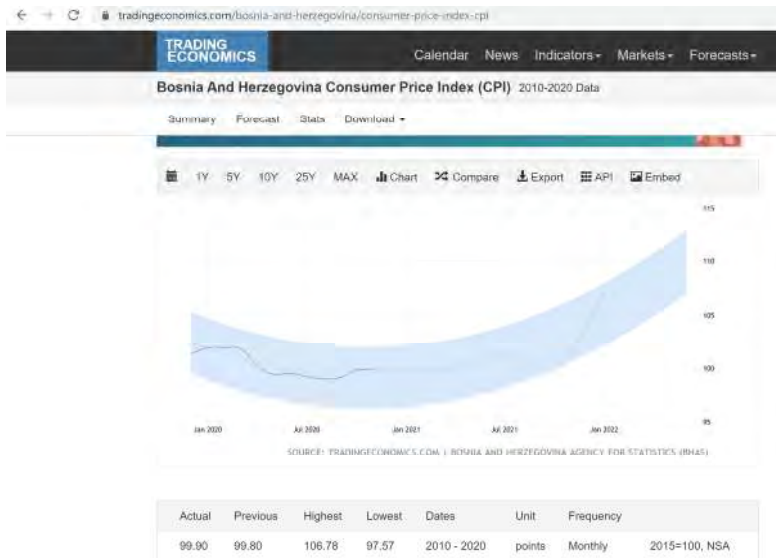 tradingeconomics.com/bosnia-and-herzegovina/consumer-price-index-cpi
TRADING
ECONOMICS
Calendar News Indicators Markets Forecasts
Bosnia And Herzegovina Consumer Price Index (CPI) 2010-2020 Data
Summary Forecast Stats Download
1Y 5Y 10Y 25Y MAX Chart Compare Export API Embed
115
110
105
100
95
Jan 2020 Jul 2020 Jan 2021 Jul 2021 Jan 2022
SOURCE: TRADINGECONOMICS.COM | BOSNIA AND HERZEGOVINA AGENCY FOR STATISTICS (BHAS)
Actual Previous Highest Lowest Dates Unit Frequency
99.90 99.80 106.78 97.57 2010 - 2020 points Monthly 2015=100, NSA